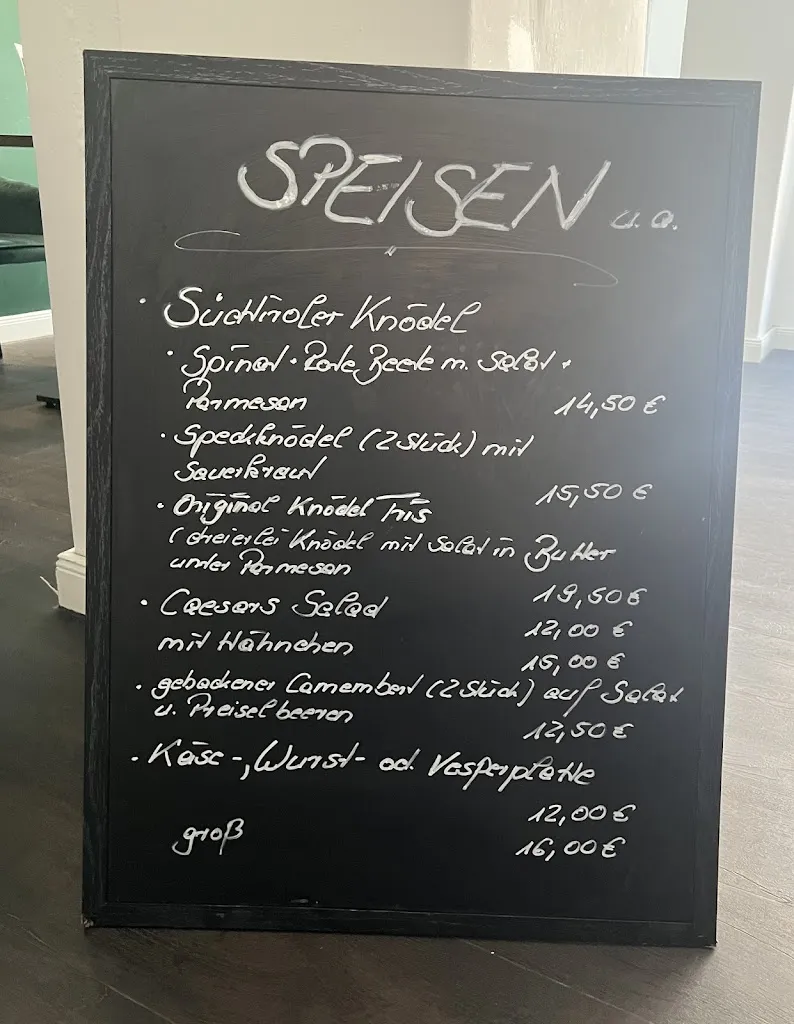 SPEISEN u.a.
· Südtiroler Knödel
· Spinat · Rote Beete m. Salat +
Parmesan 14,50 €
· Speckknödel (2 Stück) mit
Sauerkraut 15,50 €
· Original Knödel Tris
(dreierlei Knödel mit Salat in Butter
unter Parmesan 19,50 €
· Caesars Salad 12,00 €
mit Hähnchen 15,00 €
· gebackener Camembert (2 Stück) auf Salat
u. Preiselbeeren 12,50 €
· Käse-, Wurst- od. Vesperplatte
12,00 €
groß 16,00 €